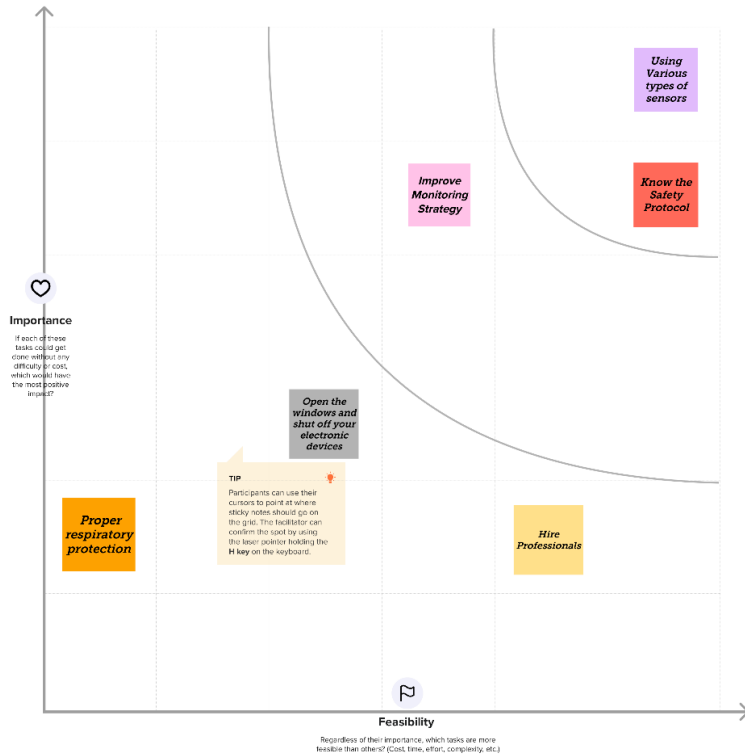 Using
Various
types of
sensors
Improve
Monitoring
Strategy
Know the
Safety
Protocol
Importance
If each of these
tasks could get
done without any
difficulty or cost,
which would have
the most positive
impact?
Open the
windows and
shut off your
electronic
devices
TIP
Participants can use their
cursors to point at where
sticky notes should go on
the grid. The facilitator can
confirm the spot by using
the laser pointer holding the
H key on the keyboard.
Proper
respiratory
protection
Hire
Professionals
Feasibility
Regardless of their importance, which tasks are more
feasible than others? (Cost, time, effort, complexity, etc.)